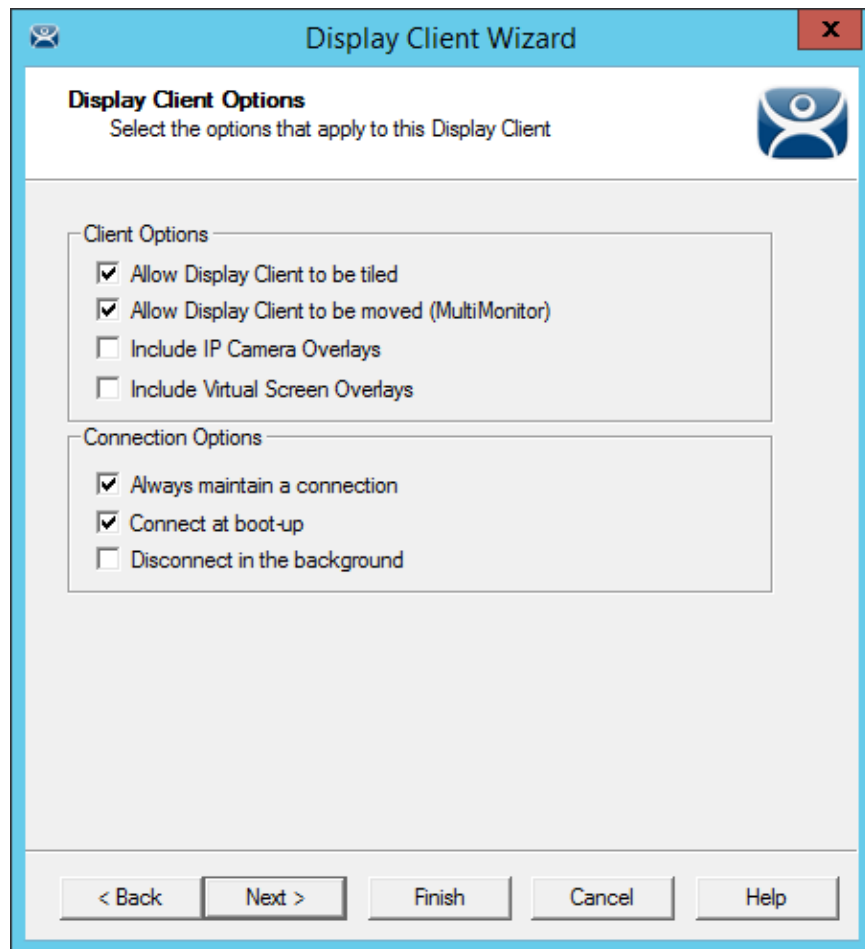 Display Client Wizard
x
Display Client Options
Select the options that apply to this Display Client
Client Options
Allow Display Client to be tiled
Allow Display Client to be moved (MultiMonitor)
Include IP Camera Overlays
Include Virtual Screen Overlays
Connection Options
Always maintain a connection
Connect at boot-up
Disconnect in the background
< Back Next > Finish Cancel Help